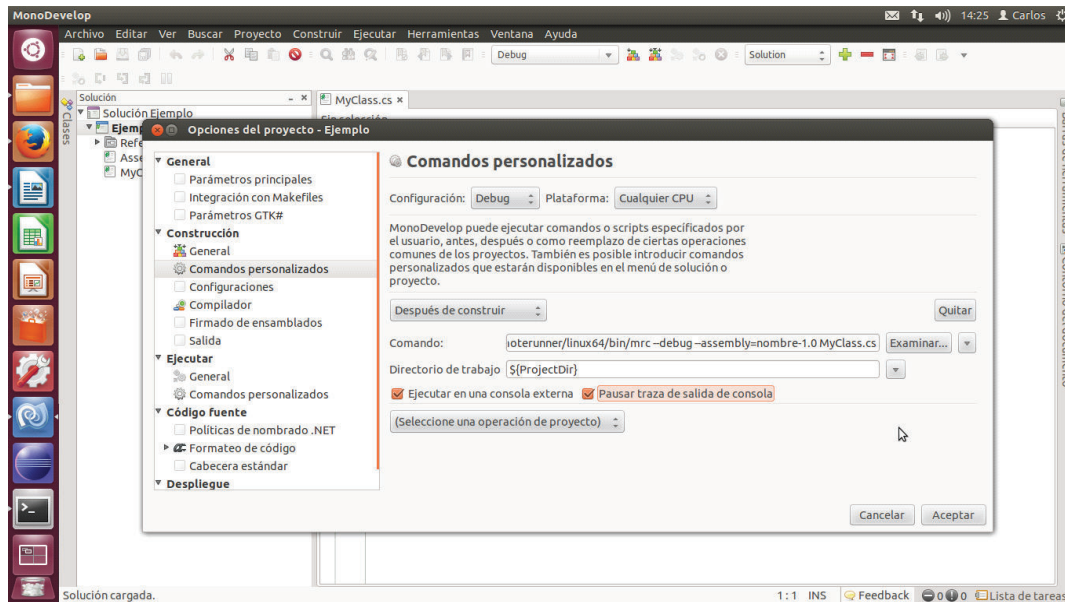 MonoDevelop
14:25 Carlos
Archivo Editar Ver Buscar Proyecto Construir Ejecutar Herramientas Ventana Ayuda
Debug
Solution
Solución
MyClass.cs
Clases
Solución Ejemplo
Opciones del proyecto - Ejemplo
General
Parámetros principales
Integración con Makefiles
Parámetros GTK#
Construcción
General
Comandos personalizados
Configuraciones
Compilador
Firmado de ensamblados
Salida
Ejecutar
General
Comandos personalizados
Código fuente
Políticas de nombrado .NET
Formateo de código
Cabecera estándar
Despliegue
Comandos personalizados
Configuración: Debug Plataforma: Cualquier CPU
MonoDevelop puede ejecutar comandos o scripts específicados por
el usuario, antes, después o como reemplazo de ciertas operaciones
comunes de los proyectos. También es posible introducir comandos
personalizados que estarán disponibles en el menú de solución o
proyecto.
Después de construir Quitar
Comando: oterunner/linux64/bin/mrc –debug –assembly=nombre-1.0 MyClass.cs Examinar...
Directorio de trabajo ${ProjectDir}
Ejecutar en una consola externa Pausar traza de salida de consola
(Seleccione una operación de proyecto)
Cancelar Aceptar
Solución cargada.
1 : 1 INS Feedback 0 0 Lista de tareas